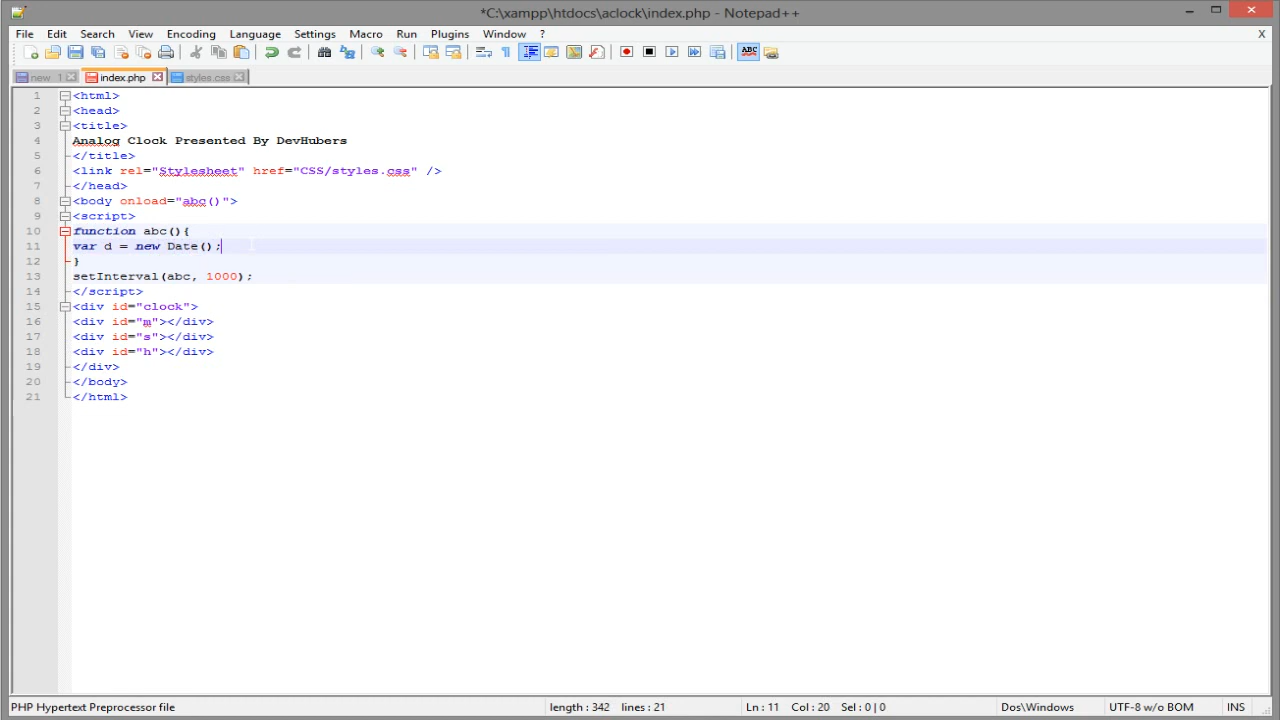 *C:\xampp\htdocs\aclock\index.php - Notepad++
File Edit Search View Encoding Language Settings Macro Run Plugins Window ? X
ABC
new 1 index.php styles.css
1 <html>
2 <head>
3 <title>
4 Analog Clock Presented By DevHubers
5 </title>
6 <link rel="Stylesheet" href="CSS/styles.css" />
7 </head>
8 <body onload="abc()">
9 <script>
10 function abc(){
11 var d = new Date();
12 }
13 setInterval(abc, 1000);
14 </script>
15 <div id="clock">
16 <div id="m"></div>
17 <div id="s"></div>
18 <div id="h"></div>
19 </div>
20 </body>
21 </html>
PHP Hypertext Preprocessor file length : 342 lines : 21 Ln : 11 Col : 20 Sel : 0 | 0 Dos\Windows UTF-8 w/o BOM INS